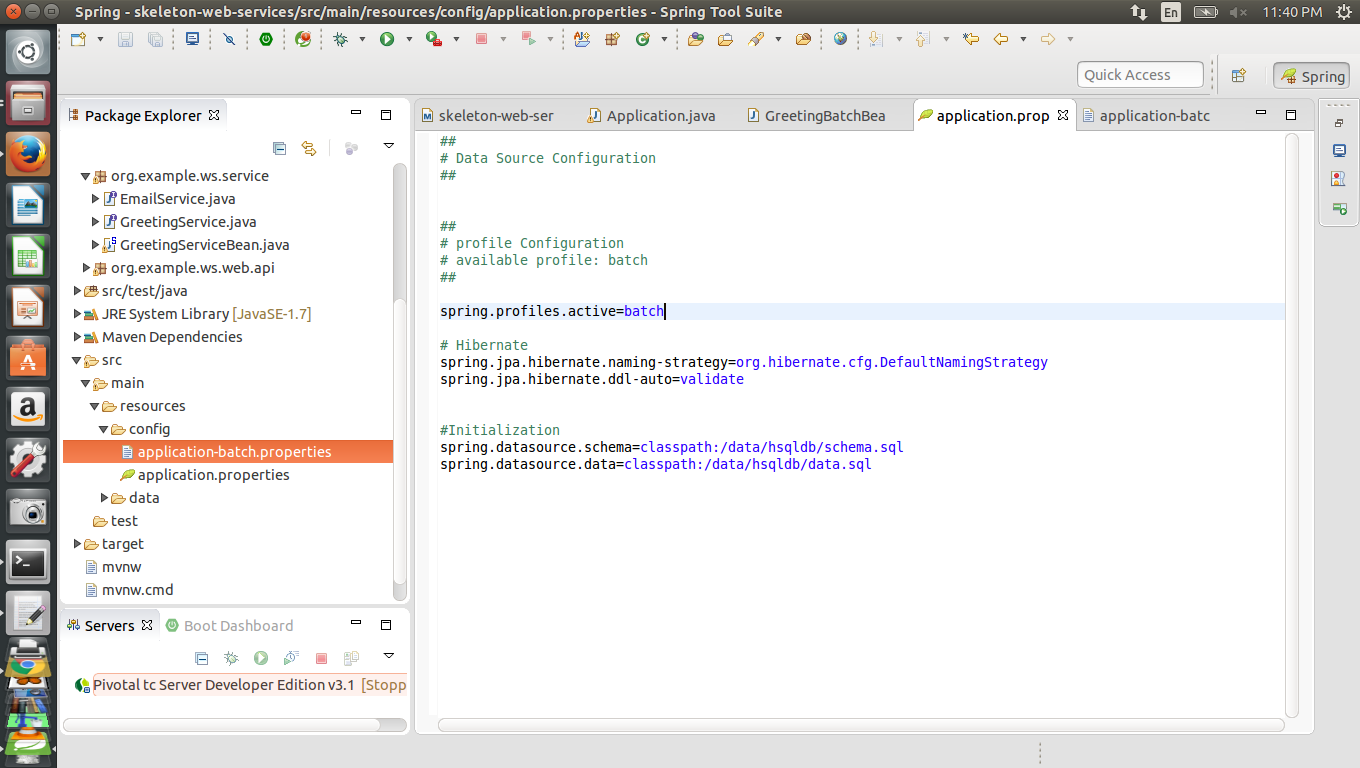 Spring - skeleton-web-services/src/main/resources/config/application.properties - Spring Tool Suite
En
11:40 PM
Quick Access
Spring
Package Explorer
org.example.ws.service
EmailService.java
GreetingService.java
GreetingServiceBean.java
org.example.ws.web.api
src/test/java
JRE System Library [JavaSE-1.7]
Maven Dependencies
src
main
resources
config
application-batch.properties
application.properties
data
test
target
mvnw
mvnw.cmd
Servers
Boot Dashboard
Pivotal tc Server Developer Edition v3.1 [Stopp
skeleton-web-ser
Application.java
GreetingBatchBea
application.prop
application-batc
##
# Data Source Configuration
##
##
# profile Configuration
# available profile: batch
##
spring.profiles.active=batch
# Hibernate
spring.jpa.hibernate.naming-strategy=org.hibernate.cfg.DefaultNamingStrategy
spring.jpa.hibernate.ddl-auto=validate
#Initialization
spring.datasource.schema=classpath:/data/hsqldb/schema.sql
spring.datasource.data=classpath:/data/hsqldb/data.sql